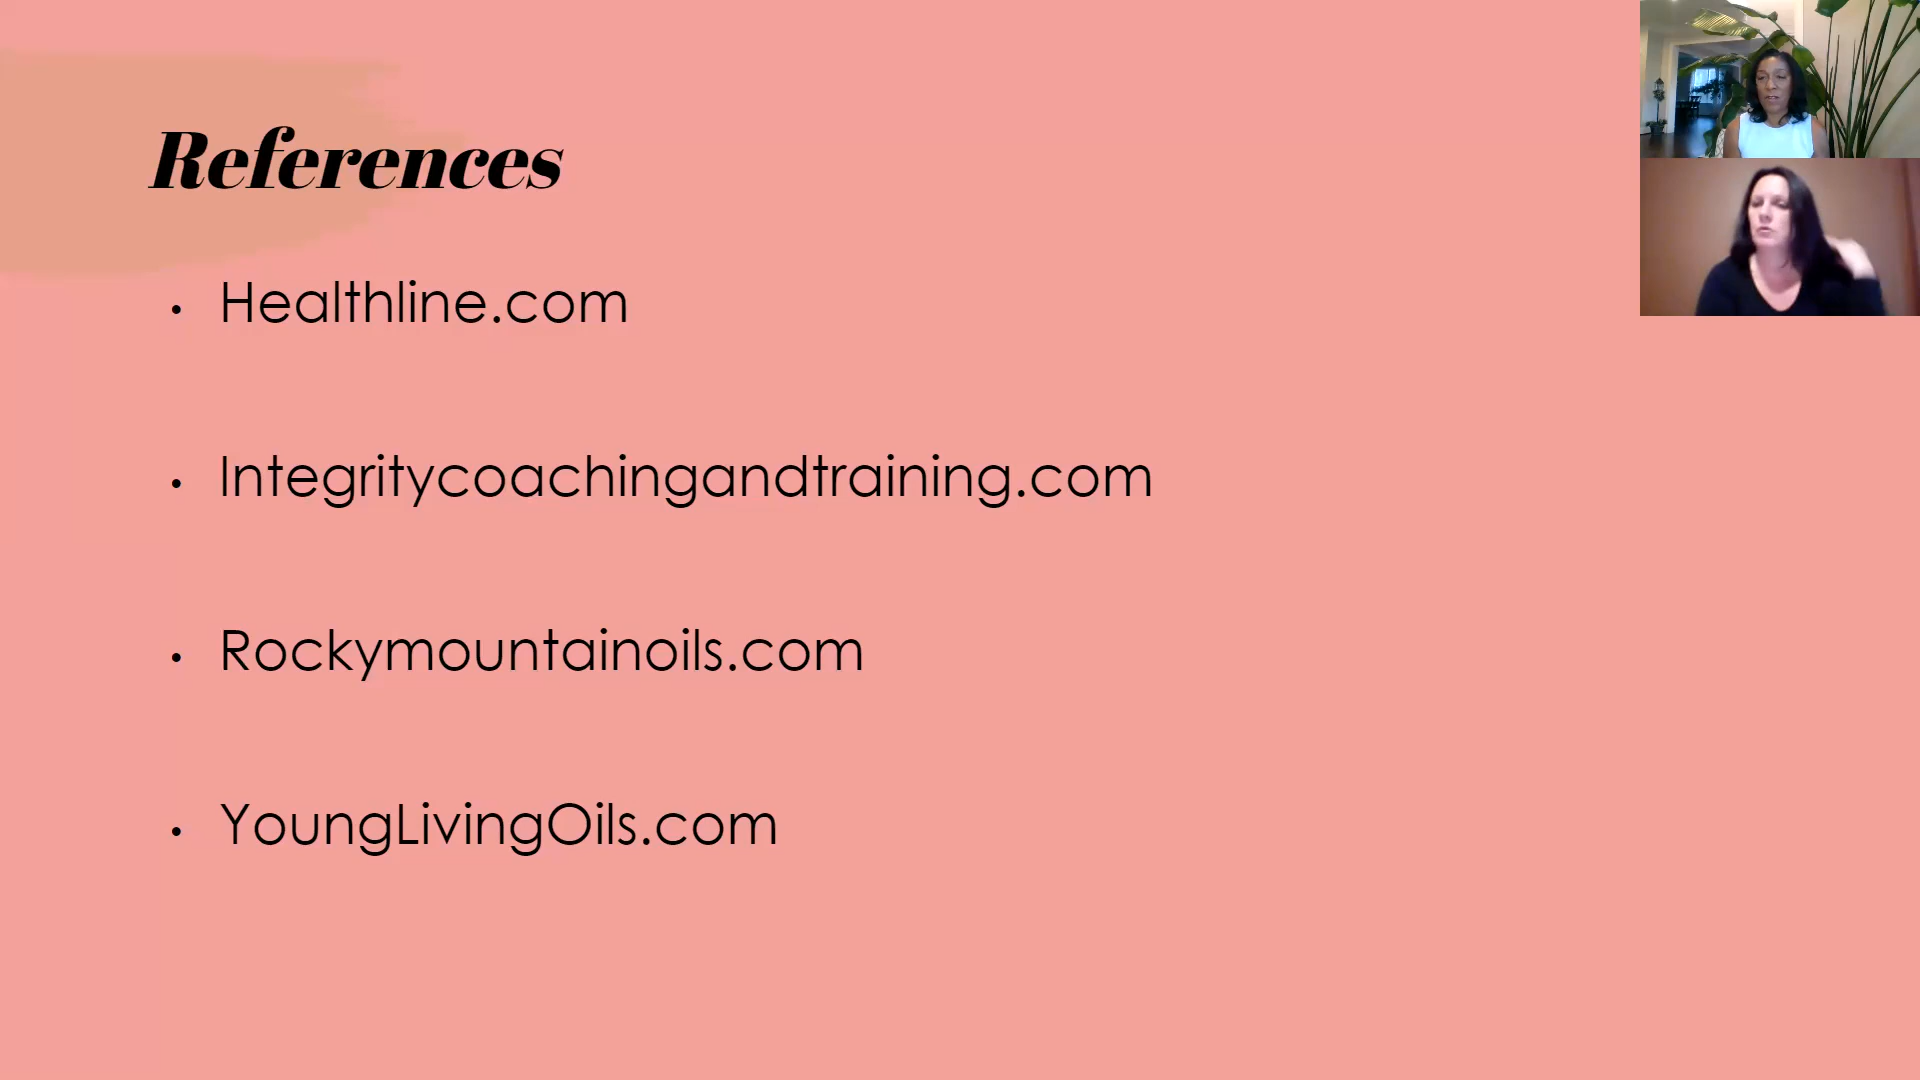 References
• Healthline.com
• Integritycoachingandtraining.com
• Rockymountainoils.com
• YoungLivingOils.com